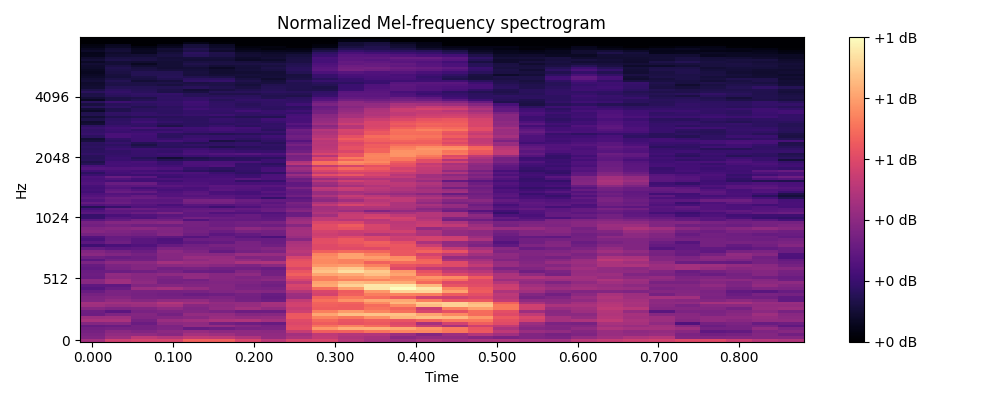 Normalized Mel-frequency spectrogram
+1 dB
4096
+1 dB
2048
+1 dB
Hz
1024
+0 dB
512
+0 dB
0
+0 dB
0.000 0.100 0.200 0.300 0.400 0.500 0.600 0.700 0.800
Time